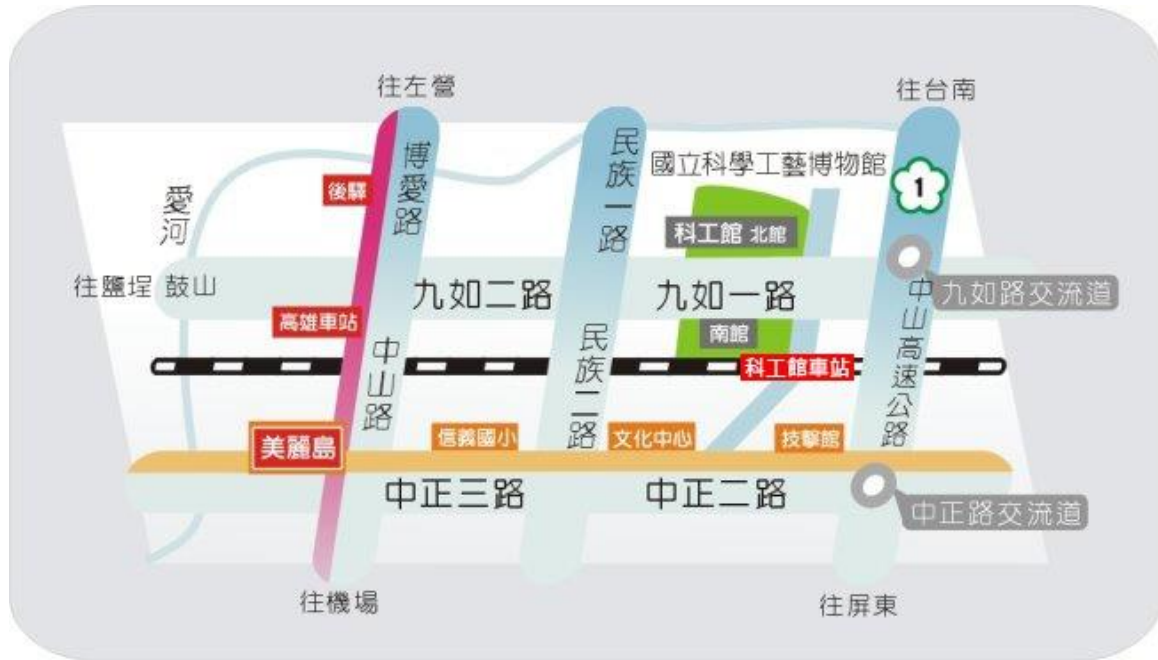 往左營
往台南
博愛路
民族一路
國立科學工藝博物館
1
後驛
愛河
科工館 北館
往鹽埕 鼓山
九如二路
九如一路
九如路交流道
高雄車站
南館
中山路
民族二路
科工館車站
中山高速公路
美麗島
信義國小
文化中心
技擊館
中正三路
中正二路
中正路交流道
往機場
往屏東